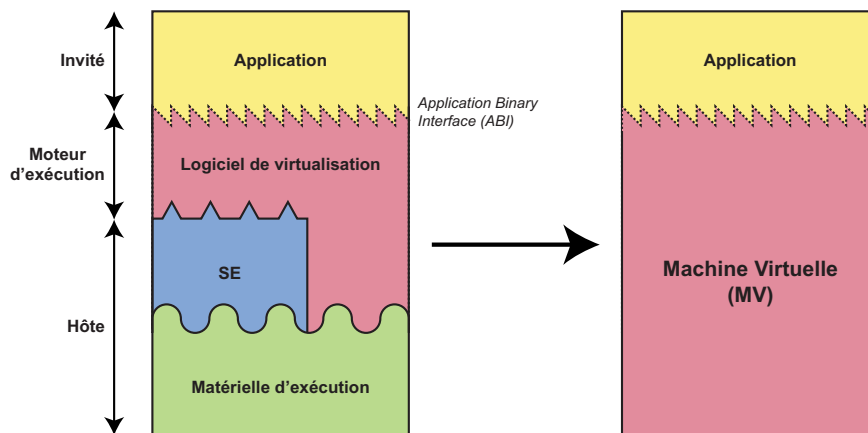 Invité
Application
Application Binary
Interface (ABI)
Moteur
d'exécution
Logiciel de virtualisation
SE
Hôte
Matérielle d'exécution
Application
Machine Virtuelle
(MV)